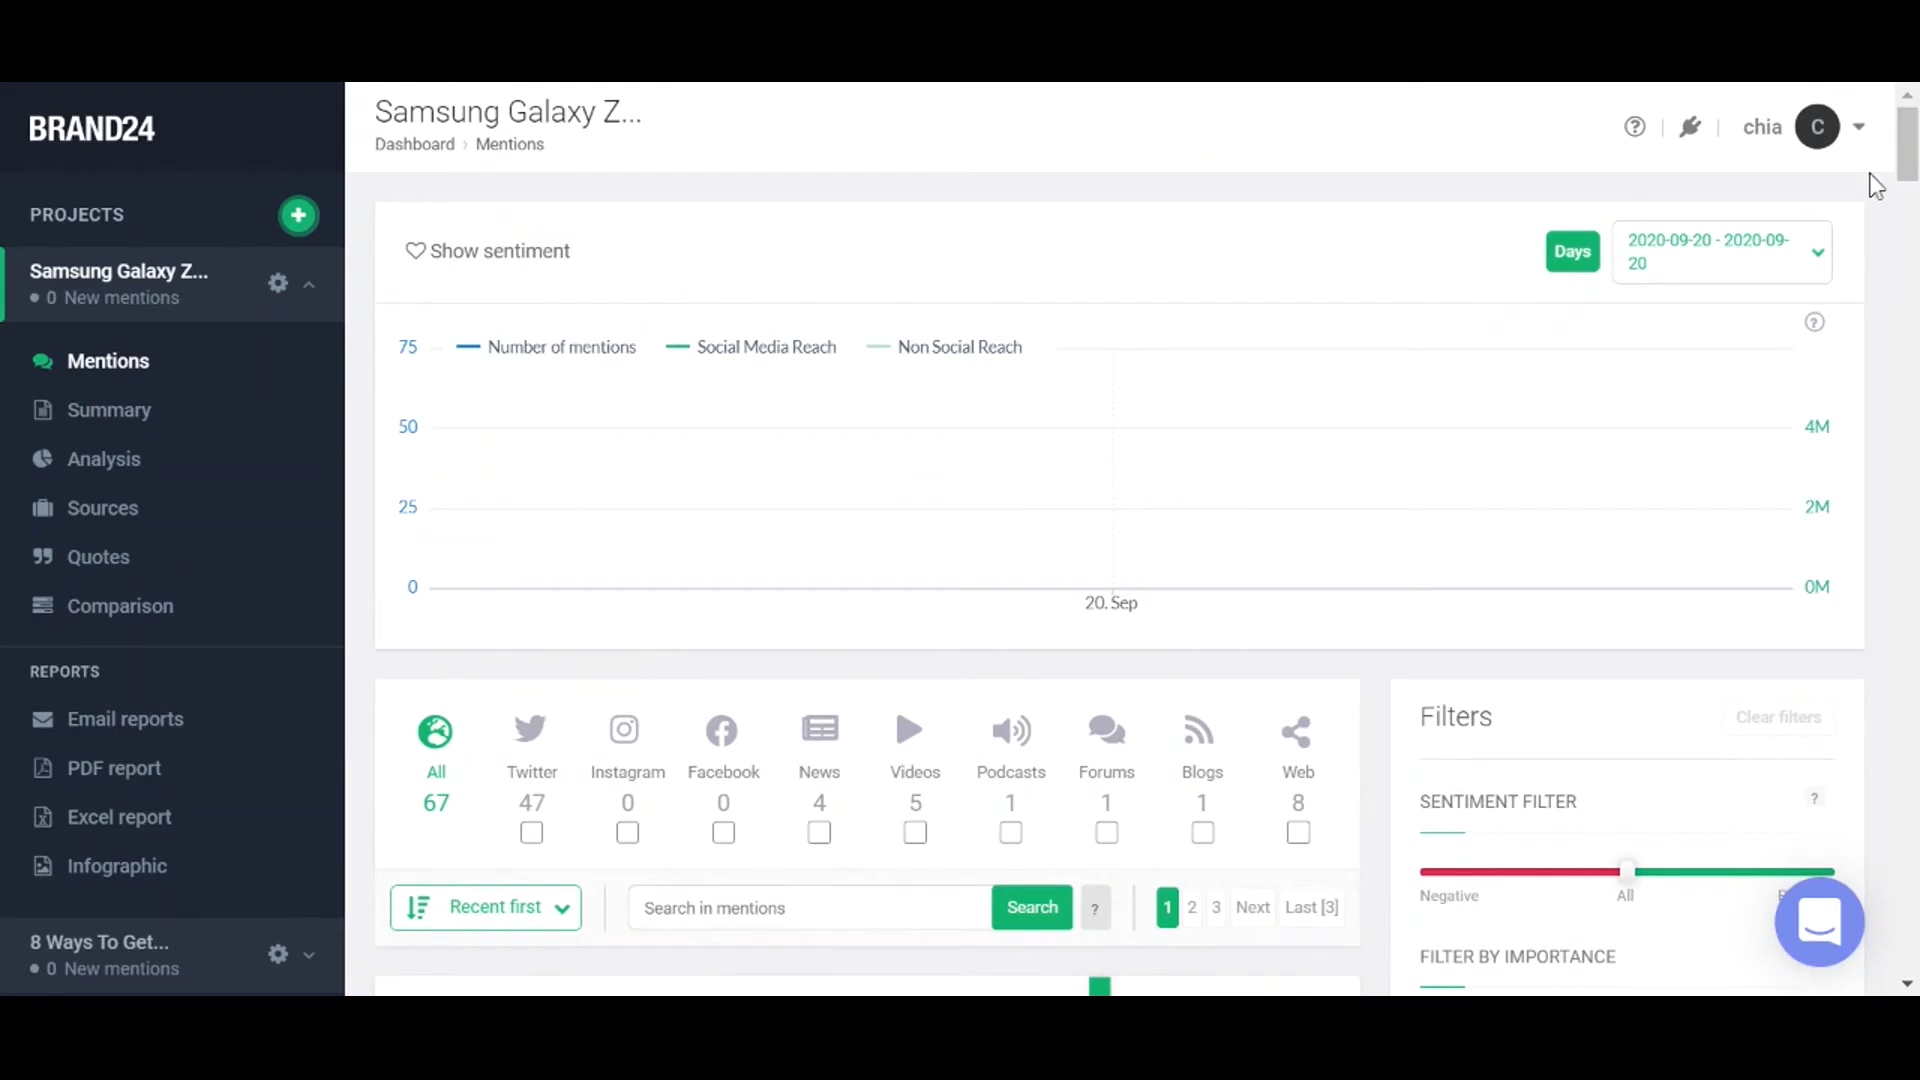 BRAND24
PROJECTS
Samsung Galaxy Z...
0 New mentions
Mentions
Summary
Analysis
Sources
Quotes
Comparison
REPORTS
Email reports
PDF report
Excel report
Infographic
8 Ways To Get...
0 New mentions
Samsung Galaxy Z...
Dashboard › Mentions
chia C
Show sentiment
Days
2020-09-20 - 2020-09-
20
75 Number of mentions Social Media Reach Non Social Reach
50 4M
25 2M
0 0M
20. Sep
All Twitter Instagram Facebook News Videos Podcasts Forums Blogs Web
67 47 0 0 4 5 1 1 1 8
Recent first Search in mentions Search ? 1 2 3 Next Last [3]
Filters Clear filters
SENTIMENT FILTER ?
Negative All
FILTER BY IMPORTANCE